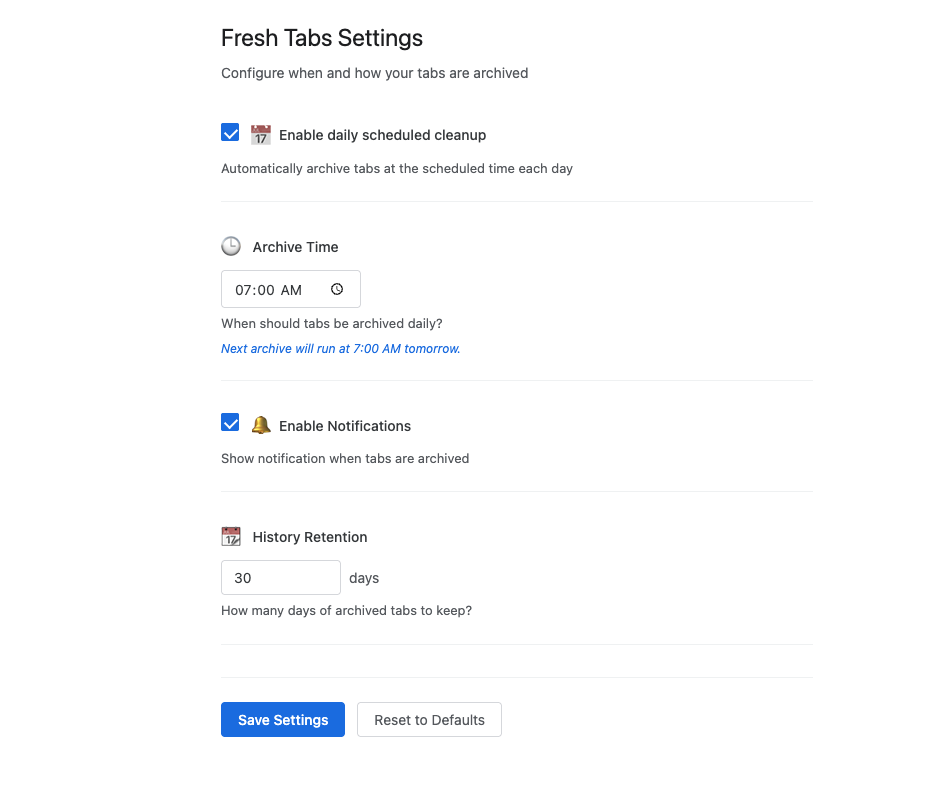 Fresh Tabs Settings
Configure when and how your tabs are archived
17 Enable daily scheduled cleanup
Automatically archive tabs at the scheduled time each day
Archive Time
07:00 AM
When should tabs be archived daily?
Next archive will run at 7:00 AM tomorrow.
Enable Notifications
Show notification when tabs are archived
17 History Retention
30 days
How many days of archived tabs to keep?
Save Settings Reset to Defaults